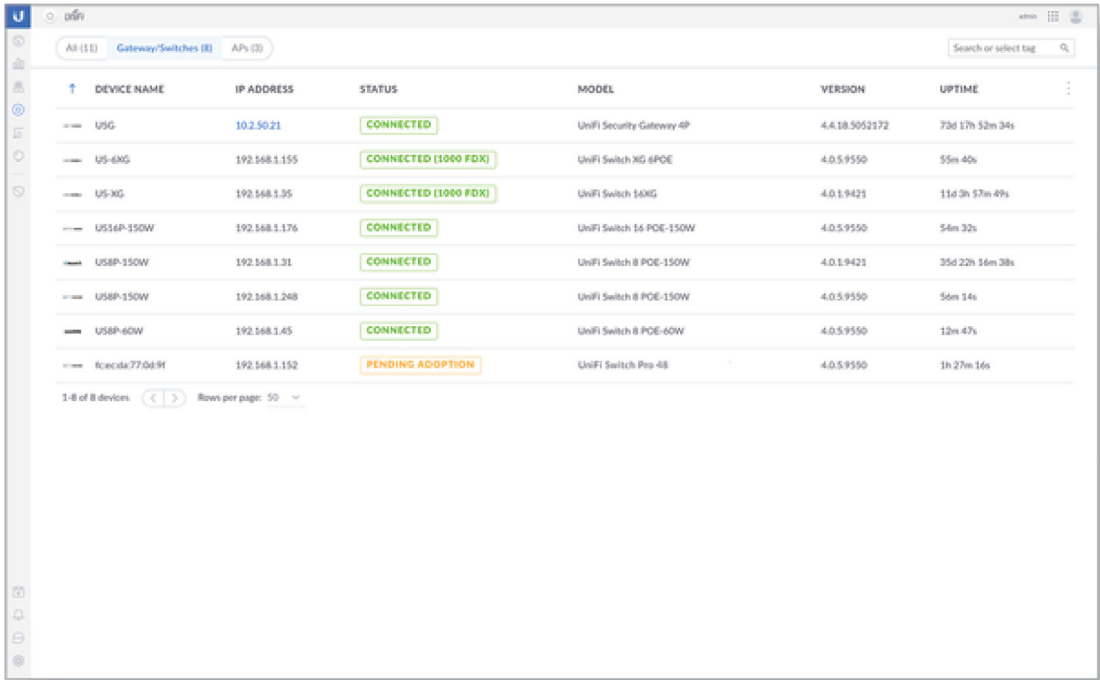 UniFi admin
All (11) Gateway/Switches (8) APs (3) Search or select tag
DEVICE NAME IP ADDRESS STATUS MODEL VERSION UPTIME
USG 10.2.50.21 CONNECTED UniFi Security Gateway 4P 4.4.18.5052172 73d 17h 52m 34s
US-6XG 192.168.1.155 CONNECTED (1000 FDX) UniFi Switch XG 6POE 4.0.5.9550 55m 40s
US-XG 192.168.1.35 CONNECTED (1000 FDX) UniFi Switch 16XG 4.0.1.9421 11d 3h 57m 49s
US16P-150W 192.168.1.176 CONNECTED UniFi Switch 16 POE-150W 4.0.5.9550 54m 32s
US8P-150W 192.168.1.31 CONNECTED UniFi Switch 8 POE-150W 4.0.1.9421 35d 22h 16m 38s
US8P-150W 192.168.1.248 CONNECTED UniFi Switch 8 POE-150W 4.0.5.9550 56m 14s
US8P-60W 192.168.1.45 CONNECTED UniFi Switch 8 POE-60W 4.0.5.9550 12m 47s
fc:ec:da:77:0d:9f 192.168.1.152 PENDING ADOPTION UniFi Switch Pro 48 4.0.5.9550 1h 27m 16s
1-8 of 8 devices Rows per page: 50